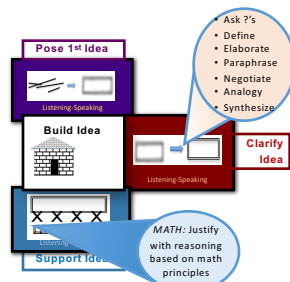 Pose 1st Idea
Listening-Speaking
• Ask ?'s
• Define
• Elaborate
• Paraphrase
• Negotiate
• Analogy
• Synthesize
Build Idea
Clarify
Idea
Listening-Speaking
X X X X
Listening
Support Idea
MATH: Justify
with reasoning
based on math
principles